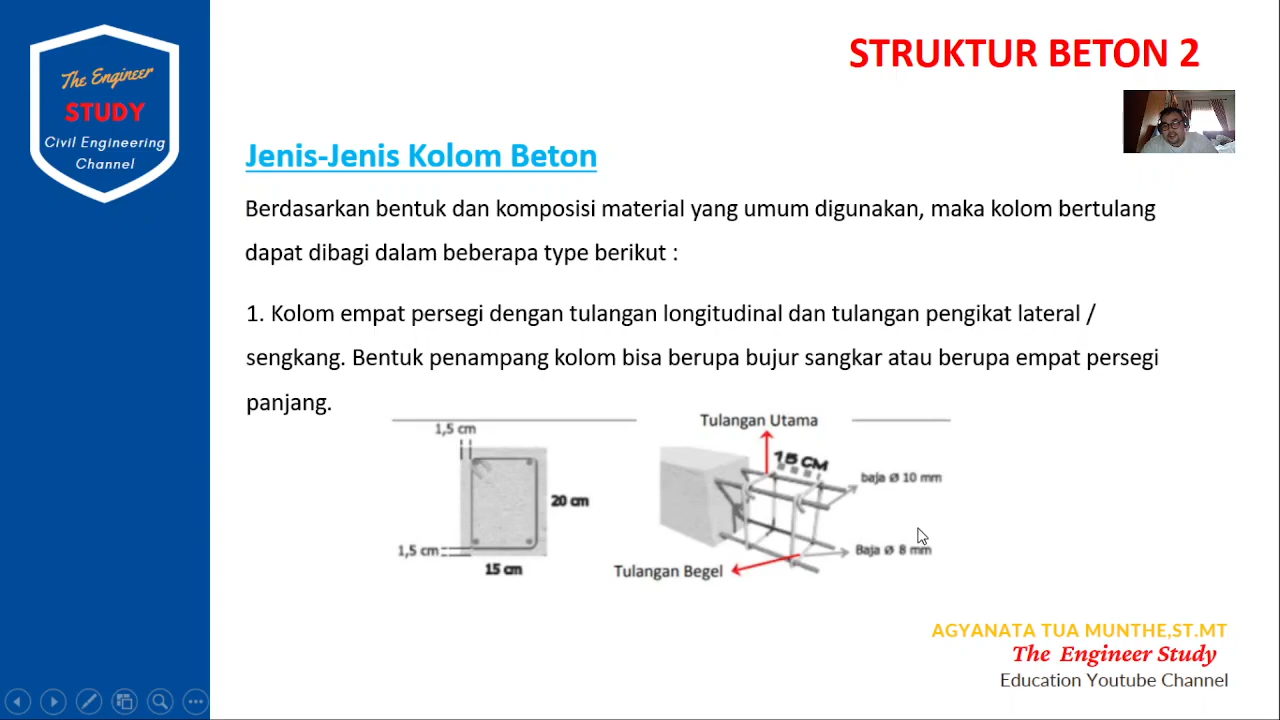 The Engineer
STUDY
Civil Engineering
Channel
STRUKTUR BETON 2
Jenis-Jenis Kolom Beton
Berdasarkan bentuk dan komposisi material yang umum digunakan, maka kolom bertulang
dapat dibagi dalam beberapa type berikut :
1. Kolom empat persegi dengan tulangan longitudinal dan tulangan pengikat lateral /
sengkang. Bentuk penampang kolom bisa berupa bujur sangkar atau berupa empat persegi
panjang.
1,5 cm
20 cm
1,5 cm
15 cm
Tulangan Utama
15 CM
baja Ø 10 mm
Baja Ø 8 mm
Tulangan Begel
AGYANATA TUA MUNTHE,ST.MT
The Engineer Study
Education Youtube Channel